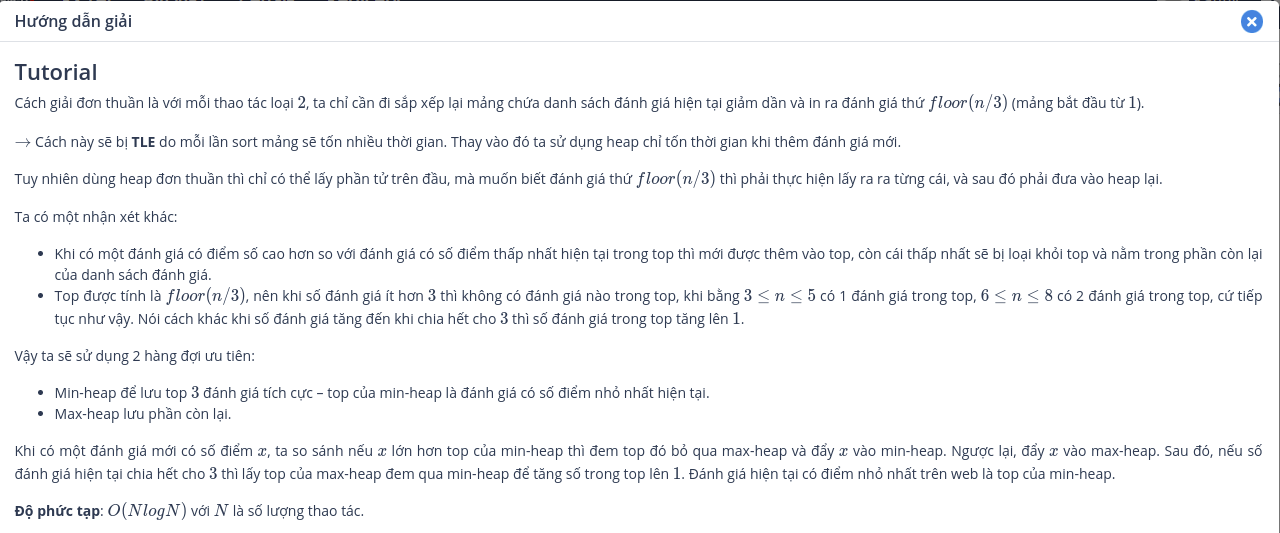 Hướng dẫn giải
Tutorial
Cách giải đơn thuần là với mỗi thao tác loại 2, ta chỉ cần đi sắp xếp lại mảng chứa danh sách đánh giá hiện tại giảm dần và in ra đánh giá thứ floor(n/3) (mảng bắt đầu từ 1).
→ Cách này sẽ bị TLE do mỗi lần sort mảng sẽ tốn nhiều thời gian. Thay vào đó ta sử dụng heap chỉ tốn thời gian khi thêm đánh giá mới.
Tuy nhiên dùng heap đơn thuần thì chỉ có thể lấy phần tử trên đầu, mà muốn biết đánh giá thứ floor(n/3) thì phải thực hiện lấy ra ra từng cái, và sau đó phải đưa vào heap lại.
Ta có một nhận xét khác:
• Khi có một đánh giá có điểm số cao hơn so với đánh giá có số điểm thấp nhất hiện tại trong top thì mới được thêm vào top, còn cái thấp nhất sẽ bị loại khỏi top và nằm trong phần còn lại
của danh sách đánh giá.
• Top được tính là floor(n/3), nên khi số đánh giá ít hơn 3 thì không có đánh giá nào trong top, khi bằng 3 ≤ n ≤ 5 có 1 đánh giá trong top, 6 ≤ n ≤ 8 có 2 đánh giá trong top, cứ tiếp
tục như vậy. Nói cách khác khi số đánh giá tăng đến khi chia hết cho 3 thì số đánh giá trong top tăng lên 1.
Vậy ta sẽ sử dụng 2 hàng đợi ưu tiên:
• Min-heap để lưu top 3 đánh giá tích cực – top của min-heap là đánh giá có số điểm nhỏ nhất hiện tại.
• Max-heap lưu phần còn lại.
Khi có một đánh giá mới có số điểm x, ta so sánh nếu x lớn hơn top của min-heap thì đem top đó bỏ qua max-heap và đẩy x vào min-heap. Ngược lại, đẩy x vào max-heap. Sau đó, nếu số
đánh giá hiện tại chia hết cho 3 thì lấy top của max-heap đem qua min-heap để tăng số trong top lên 1. Đánh giá hiện tại có điểm nhỏ nhất trên web là top của min-heap.
Độ phức tạp: O(NlogN) với N là số lượng thao tác.